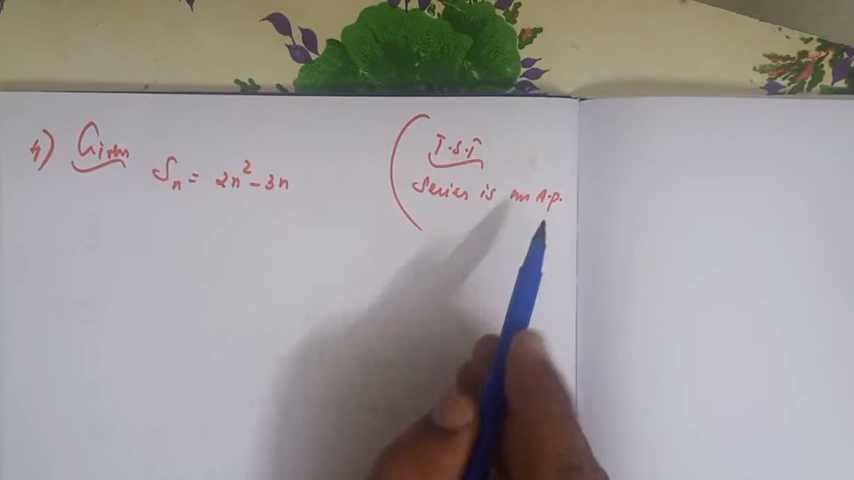 4) Given
Sn = 2n² - 3n
(T.S.T
Series is an A.P.